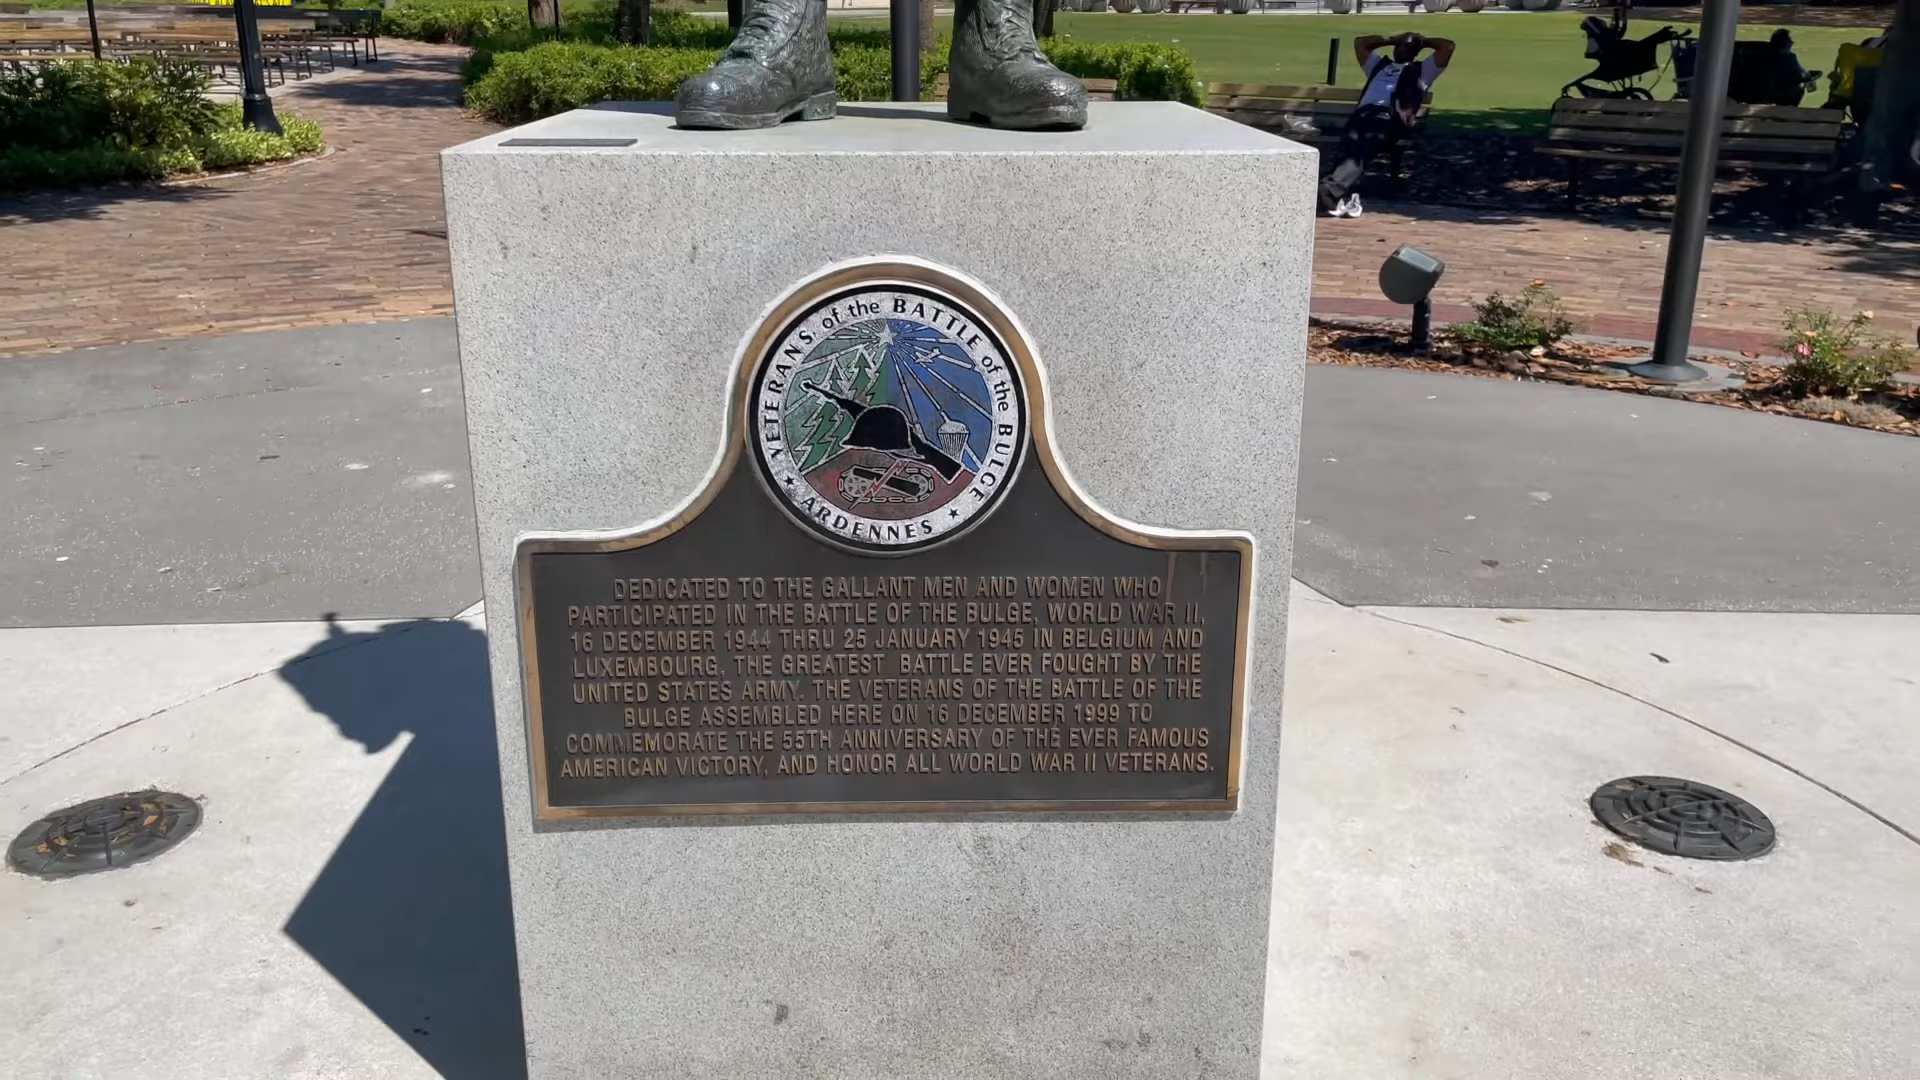 VETERANS of the BATTLE of the BULGE
★ ARDENNES ★
DEDICATED TO THE GALLANT MEN AND WOMEN WHO
PARTICIPATED IN THE BATTLE OF THE BULGE, WORLD WAR II,
16 DECEMBER 1944 THRU 25 JANUARY 1945 IN BELGIUM AND
LUXEMBOURG. THE GREATEST BATTLE EVER FOUGHT BY THE
UNITED STATES ARMY. THE VETERANS OF THE BATTLE OF THE
BULGE ASSEMBLED HERE ON 16 DECEMBER 1999 TO
COMMEMORATE THE 55TH ANNIVERSARY OF THE EVER FAMOUS
AMERICAN VICTORY, AND HONOR ALL WORLD WAR II VETERANS.